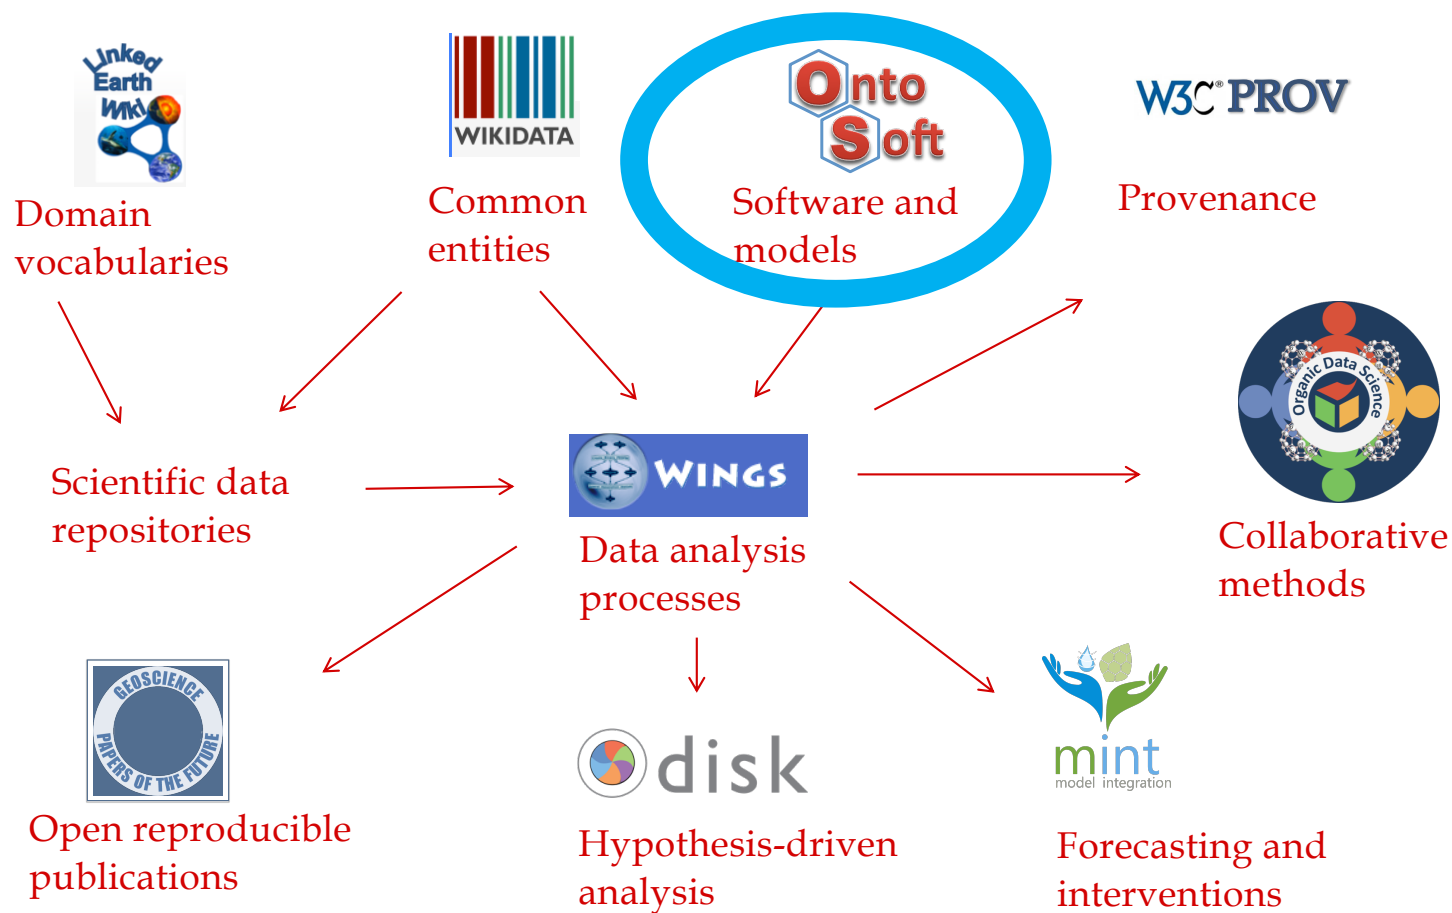 Linked
Earth
Wiki
WIKIDATA
Onto
Soft
W3C® PROV
Domain
vocabularies
Common
entities
Software and
models
Provenance
Organic Data Science
Scientific data
repositories
WINGS
Data analysis
processes
Collaborative
methods
GEOSCIENCE
PAPERS OF THE FUTURE
disk
mint
model integration
Open reproducible
publications
Hypothesis-driven
analysis
Forecasting and
interventions